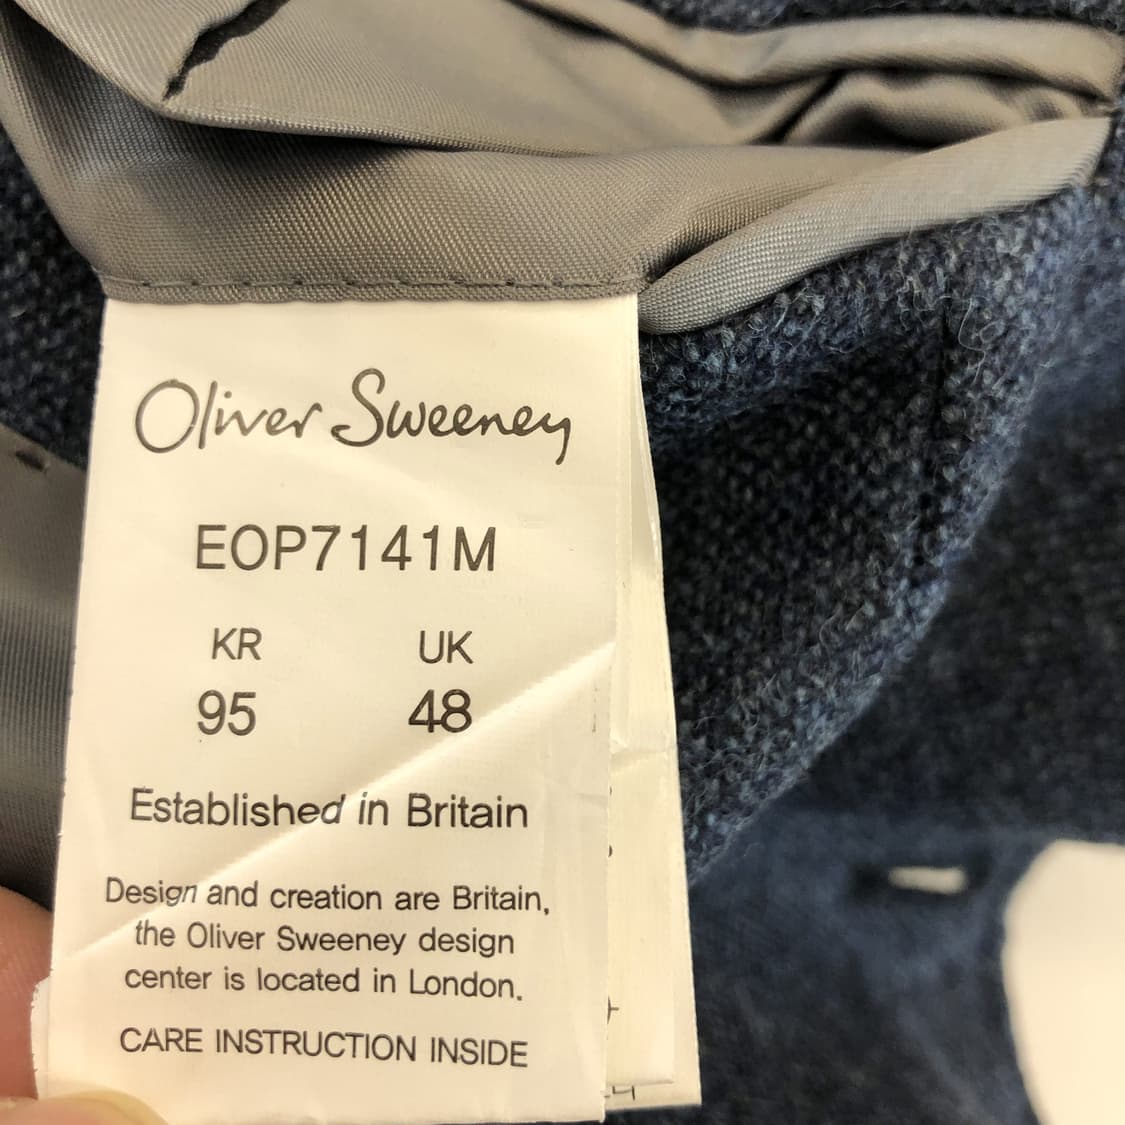 Oliver Sweeney
EOP7141M
KR UK
95 48
Established in Britain
Design and creation are Britain,
the Oliver Sweeney design
center is located in London.
CARE INSTRUCTION INSIDE